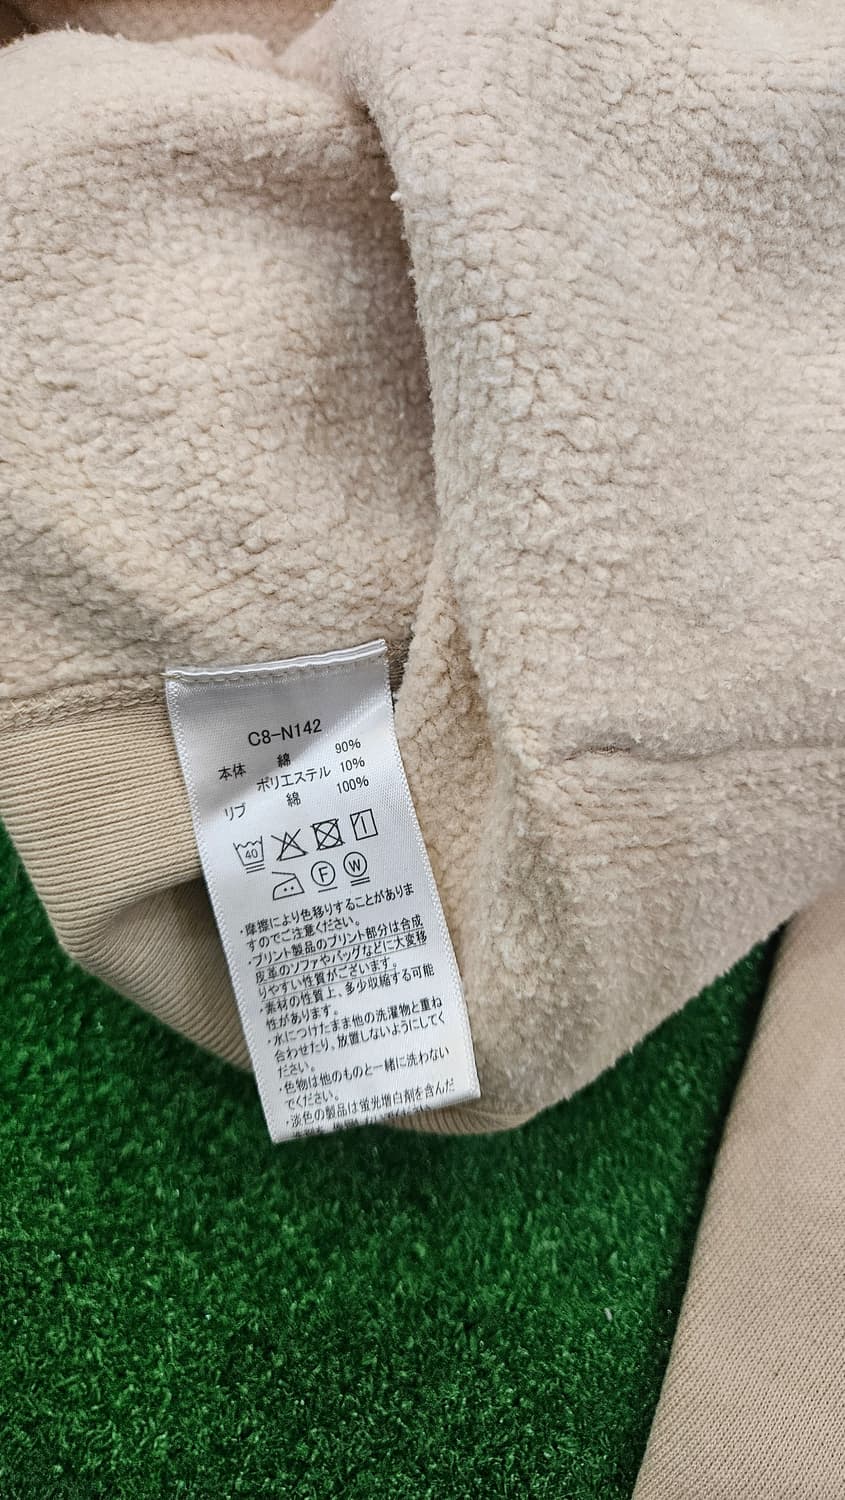 C8-N142
本体 綿 90%
ポリエステル 10%
リブ 綿 100%
40
F W
・摩擦により色移りすることがありま
すのでご注意ください。
・プリント製品のプリント部分は合成
皮革のソファやバッグなどに大変移
りやすい性質がございます。
・素材の性質上、多少収縮する可能
性があります。
・水につけたまま他の洗濯物と重ね
合わせたり、放置しないようにしてく
ださい。
・色物は他のものと一緒に洗わない
でください。
・淡色の製品は蛍光増白剤を含んだ